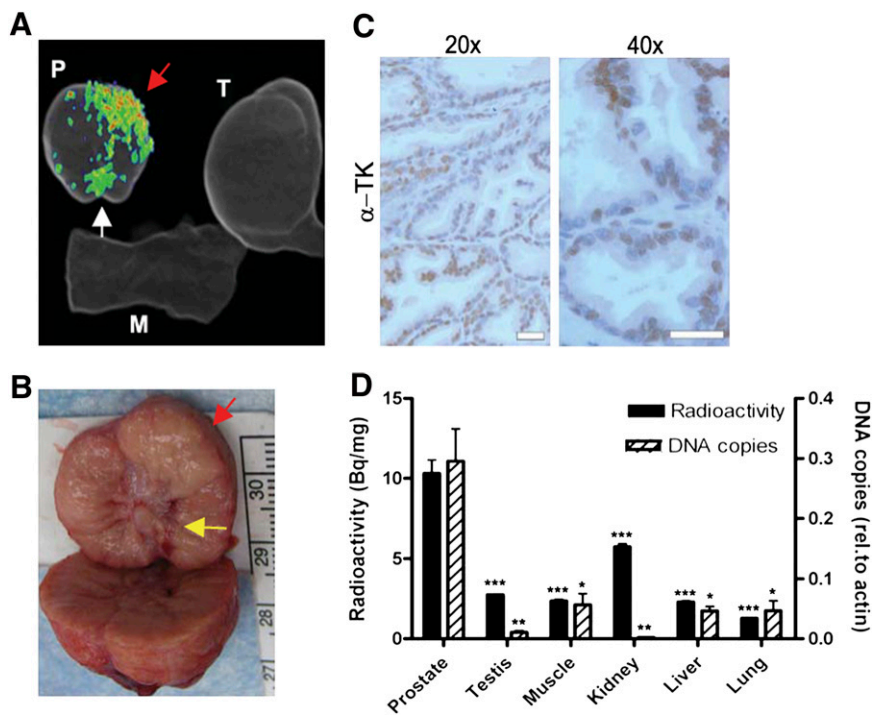 A
P
T
M
B
30
29
28
27
C
20x
40x
α-TK
D
Radioactivity (Bq/mg)
15
10
5
0
Radioactivity
DNA copies
0.4
0.3
0.2
0.1
0.0
DNA copies (rel.to actin)
***
**
***
*
***
**
***
*
***
*
Prostate
Testis
Muscle
Kidney
Liver
Lung